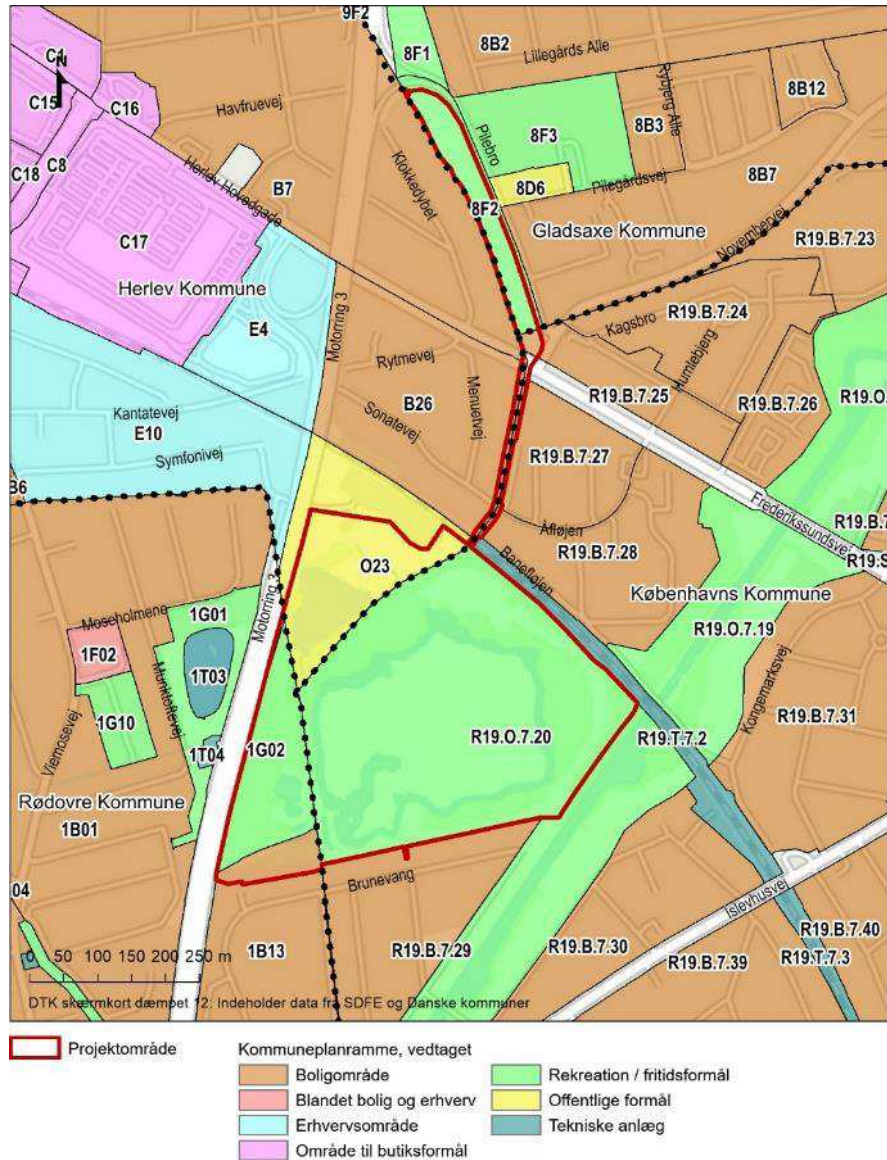 9F2
C1
N
8F1
8B2
Lillegårds Alle
C15
C16
Havfruevej
Rybjerg Alle
8B12
C18
C8
Klokkedybet
Pilebro
8F3
8B3
Herlev Hovedgade
B7
8D6
Pilegårdsvej
8B7
8F2
C17
Gladsaxe Kommune
Novembervej
R19.B.7.23
Herlev Kommune
E4
Motorring 3
Kagsbro
R19.B.7.24
Rytmevej
Humlebjerg
Menuetvej
R19.B.7.25
B26
R19.B.7.26
R19.O.
Kantatevej
Sonatevej
E10
Symfonivej
R19.B.7.27
B6
Frederikssundsvej
R19.B.7
Åfløjen
R19.B.7.28
R19.S
O23
Banefløjen
Københavns Kommune
Moseholmene
1G01
Motorring 3
R19.O.7.19
1F02
1T03
Kongemarksvej
1G10
Munktoftevej
R19.B.7.31
Viemosevej
1T04
1G02
R19.O.7.20
R19.T.7.2
Rødovre Kommune
1B01
Brunevang
04
Islevhusvej
1B13
R19.B.7.29
R19.B.7.30
R19.B.7.39
R19.B.7.40
R19.T.7.3
0 50 100 150 200 250 m
DTK skærmkort dæmpet 12: Indeholder data fra SDFE og Danske kommuner
Projektområde
Kommuneplanramme, vedtaget
Boligområde
Rekreation / fritidsformål
Blandet bolig og erhverv
Offentlige formål
Erhvervsområde
Tekniske anlæg
Område til butiksformål